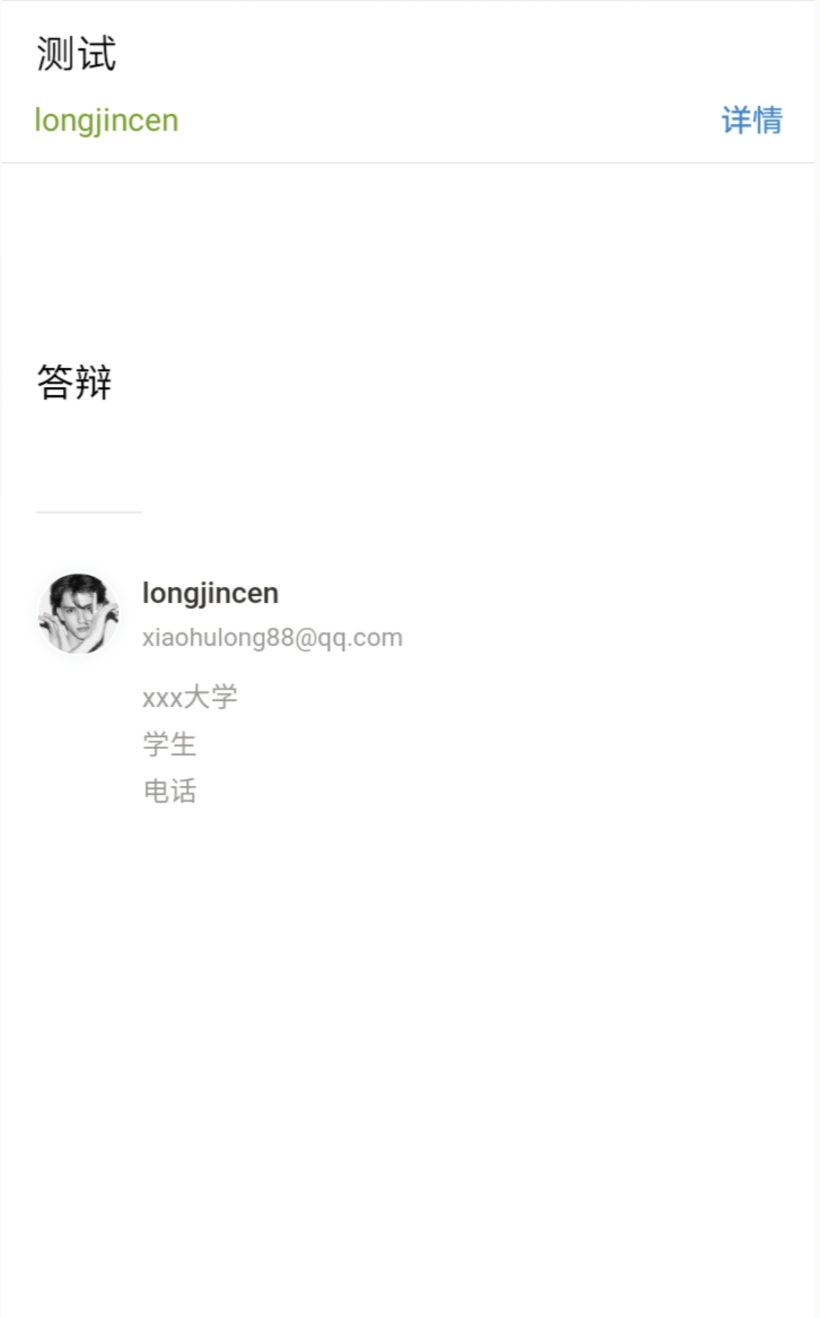 测试
longjincen 详情
答辩
longjincen
xiaohulong88@qq.com
xxx大学
学生
电话